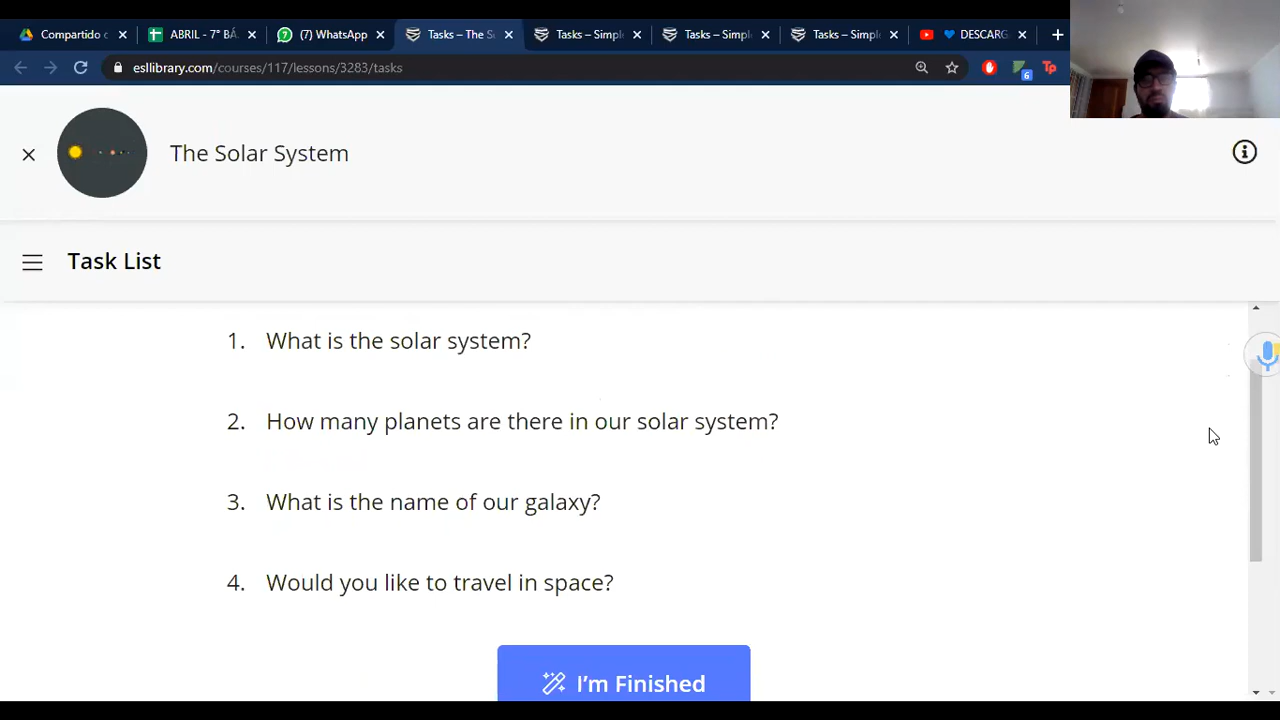 Compartido c
ABRIL - 7° BÁ
(7) WhatsApp
Tasks – The S
Tasks – Simpl
Tasks – Simpl
Tasks – Simpl
DESCARG
esllibrary.com/courses/117/lessons/3283/tasks
6
Tp
The Solar System
Task List
1. What is the solar system?
2. How many planets are there in our solar system?
3. What is the name of our galaxy?
4. Would you like to travel in space?
I'm Finished